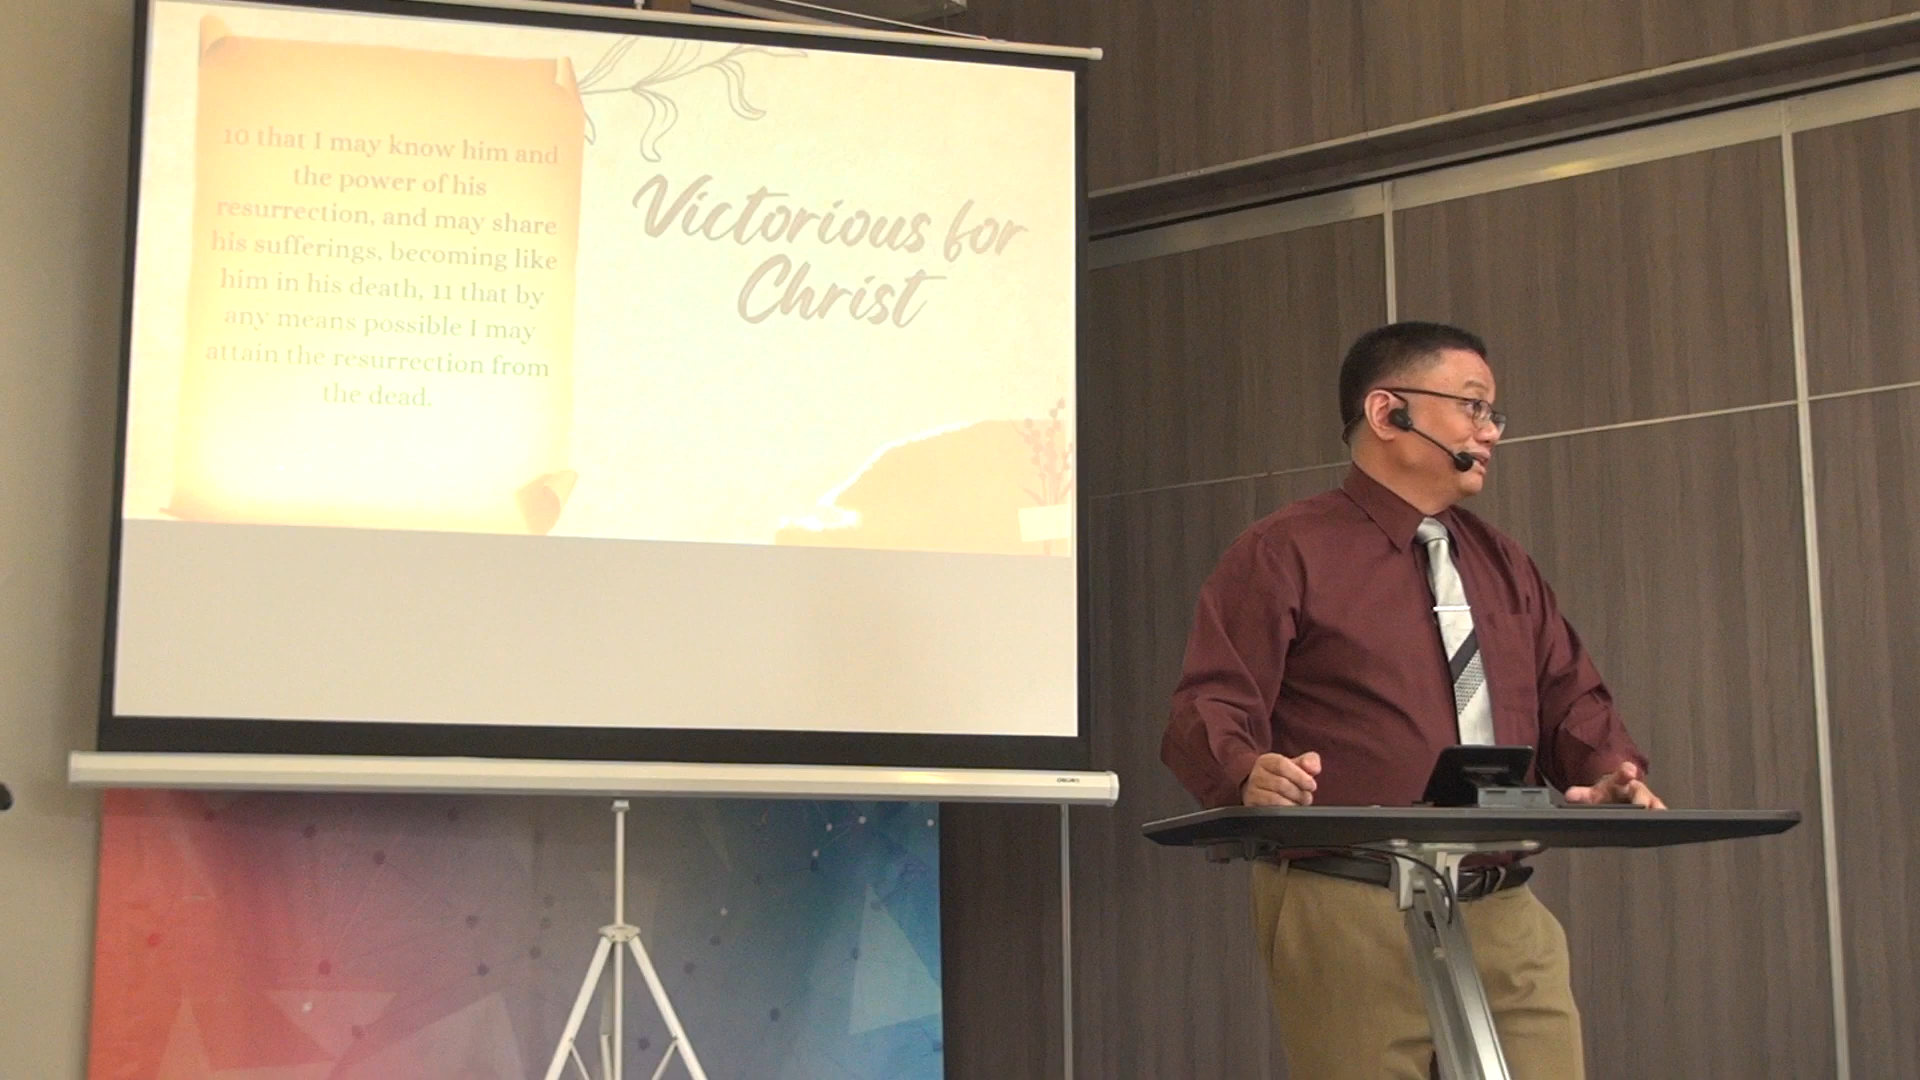 10 that I may know him and
the power of his
resurrection, and may share
his sufferings, becoming like
him in his death, 11 that by
any means possible I may
attain the resurrection from
the dead.
Victorious for
Christ